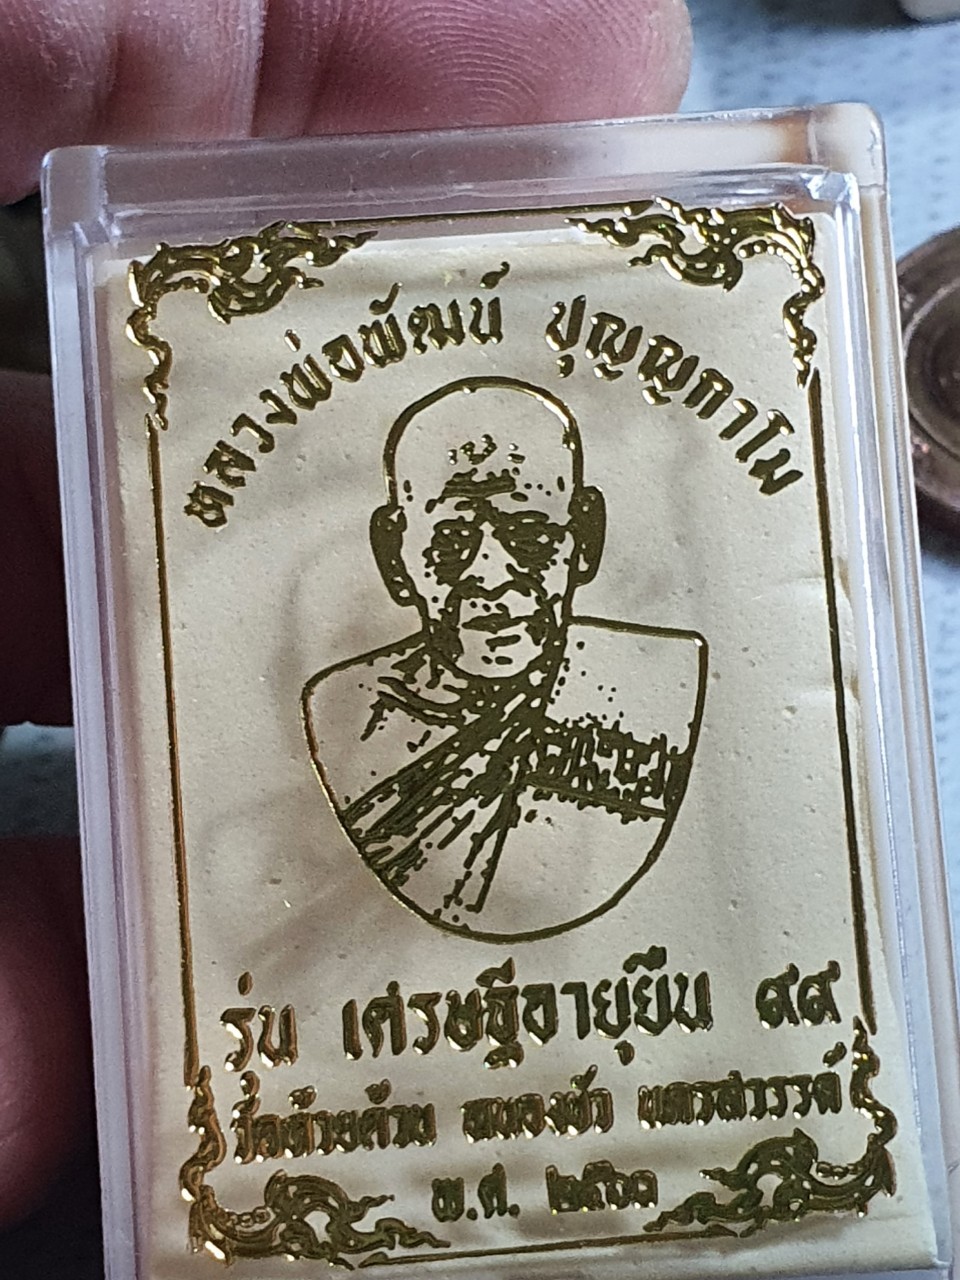 หลวงพ่อพัฒน์ ปุญญกาโม
รุ่น เศรษฐีอายุยืน ๙๙
วัดห้วยด้วน หนองบัว นครสวรรค์
พ.ศ.